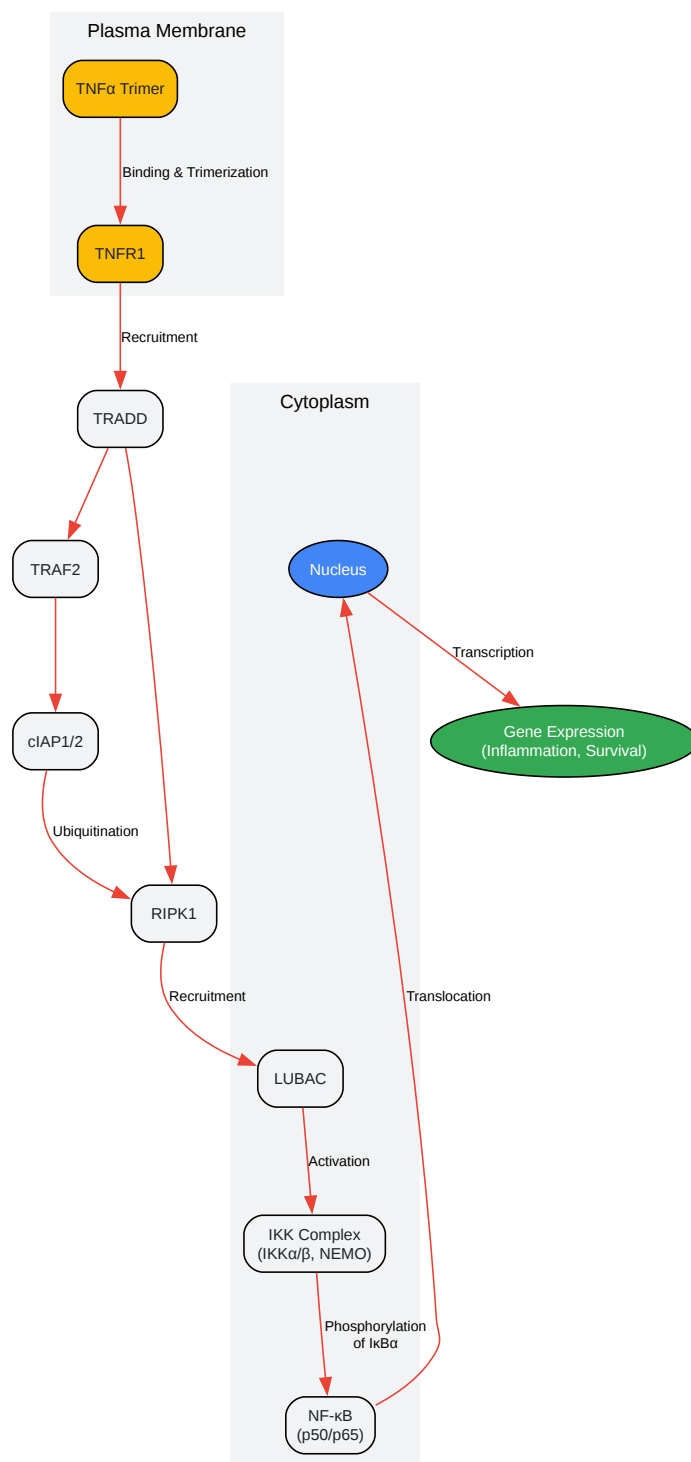 Plasma Membrane
TNFα Trimer
Binding & Trimerization
TNFR1
Recruitment
TRADD
Cytoplasm
TRAF2
Nucleus
Transcription
Gene Expression
(Inflammation, Survival)
cIAP1/2
Ubiquitination
RIPK1
Recruitment
Translocation
LUBAC
Activation
IKK Complex
(IKKα/β, NEMO)
Phosphorylation
of IκBα
NF-κB
(p50/p65)